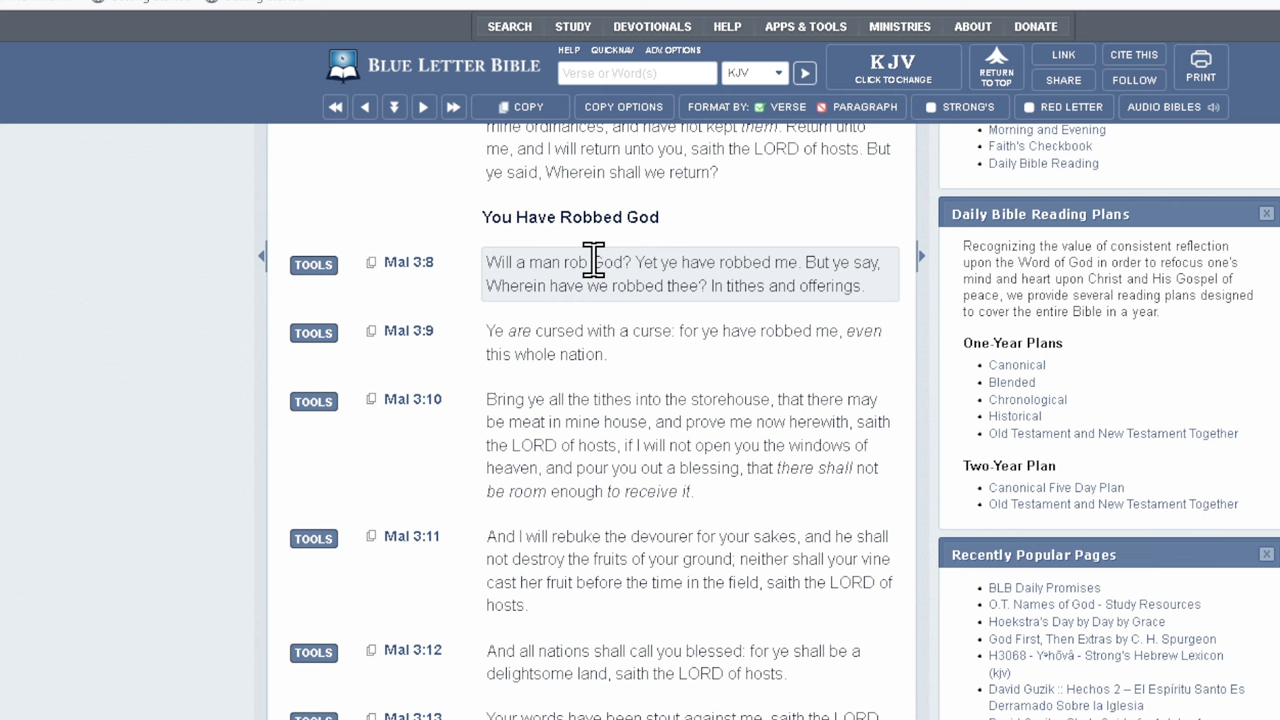 SEARCH STUDY DEVOTIONALS HELP APPS & TOOLS MINISTRIES ABOUT DONATE
BLUE LETTER BIBLE
HELP QUICKNAV ADV. OPTIONS
Verse or Word(s) KJV
KJV
CLICK TO CHANGE
RETURN
TO TOP
LINK CITE THIS
SHARE FOLLOW
PRINT
COPY COPY OPTIONS FORMAT BY: VERSE PARAGRAPH STRONG'S RED LETTER AUDIO BIBLES
mine ordinances, and have not kept them. Return unto
me, and I will return unto you, saith the LORD of hosts. But
ye said, Wherein shall we return?
You Have Robbed God
TOOLS Mal 3:8 Will a man rob God? Yet ye have robbed me. But ye say,
Wherein have we robbed thee? In tithes and offerings.
TOOLS Mal 3:9 Ye are cursed with a curse: for ye have robbed me, even
this whole nation.
TOOLS Mal 3:10 Bring ye all the tithes into the storehouse, that there may
be meat in mine house, and prove me now herewith, saith
the LORD of hosts, if I will not open you the windows of
heaven, and pour you out a blessing, that there shall not
be room enough to receive it.
TOOLS Mal 3:11 And I will rebuke the devourer for your sakes, and he shall
not destroy the fruits of your ground; neither shall your vine
cast her fruit before the time in the field, saith the LORD of
hosts.
TOOLS Mal 3:12 And all nations shall call you blessed: for ye shall be a
delightsome land, saith the LORD of hosts.
TOOLS Mal 3:13 Your words have been stout against me, saith the LORD.
Morning and Evening
Faith's Checkbook
Daily Bible Reading
Daily Bible Reading Plans
Recognizing the value of consistent reflection
upon the Word of God in order to refocus one's
mind and heart upon Christ and His Gospel of
peace, we provide several reading plans designed
to cover the entire Bible in a year.
One-Year Plans
Canonical
Blended
Chronological
Historical
Old Testament and New Testament Together
Two-Year Plan
Canonical Five Day Plan
Old Testament and New Testament Together
Recently Popular Pages
BLB Daily Promises
O.T. Names of God - Study Resources
Hoekstra's Day by Day by Grace
God First, Then Extras by C. H. Spurgeon
H3068 - Yᵊhōvâ - Strong's Hebrew Lexicon
(kjv)
David Guzik :: Hechos 2 – El Espíritu Santo Es
Derramado Sobre la Iglesia